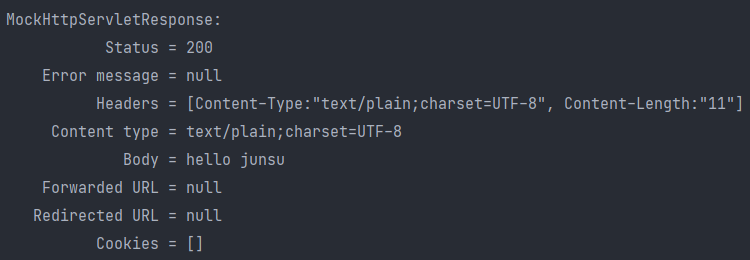 MockHttpServletResponse:
Status = 200
Error message = null
Headers = [Content-Type:"text/plain;charset=UTF-8", Content-Length:"11"]
Content type = text/plain;charset=UTF-8
Body = hello junsu
Forwarded URL = null
Redirected URL = null
Cookies = []